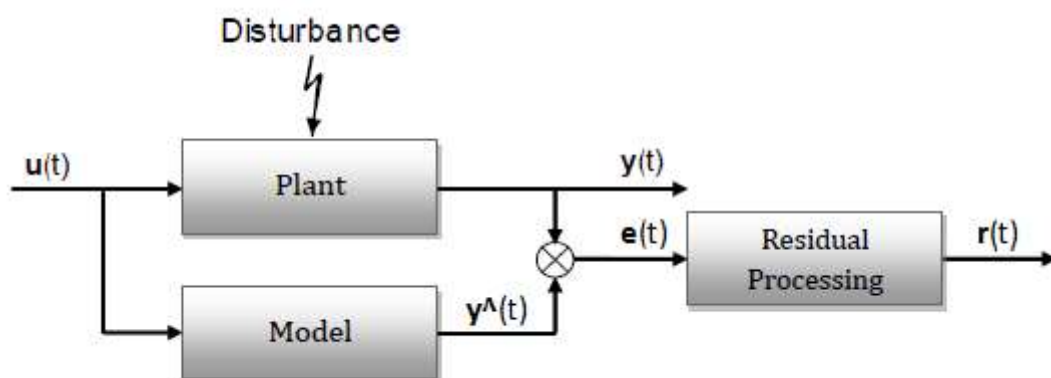 Disturbance
u(t)
Plant
y(t)
e(t)
Residual
Processing
r(t)
Model
y^(t)